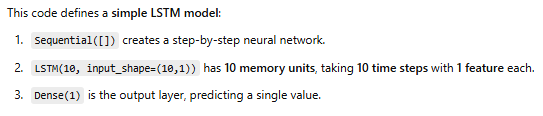 This code defines a simple LSTM model:
1. Sequential([]) creates a step-by-step neural network.
2. LSTM(10, input_shape=(10,1)) has 10 memory units, taking 10 time steps with 1 feature each.
3. Dense(1) is the output layer, predicting a single value.